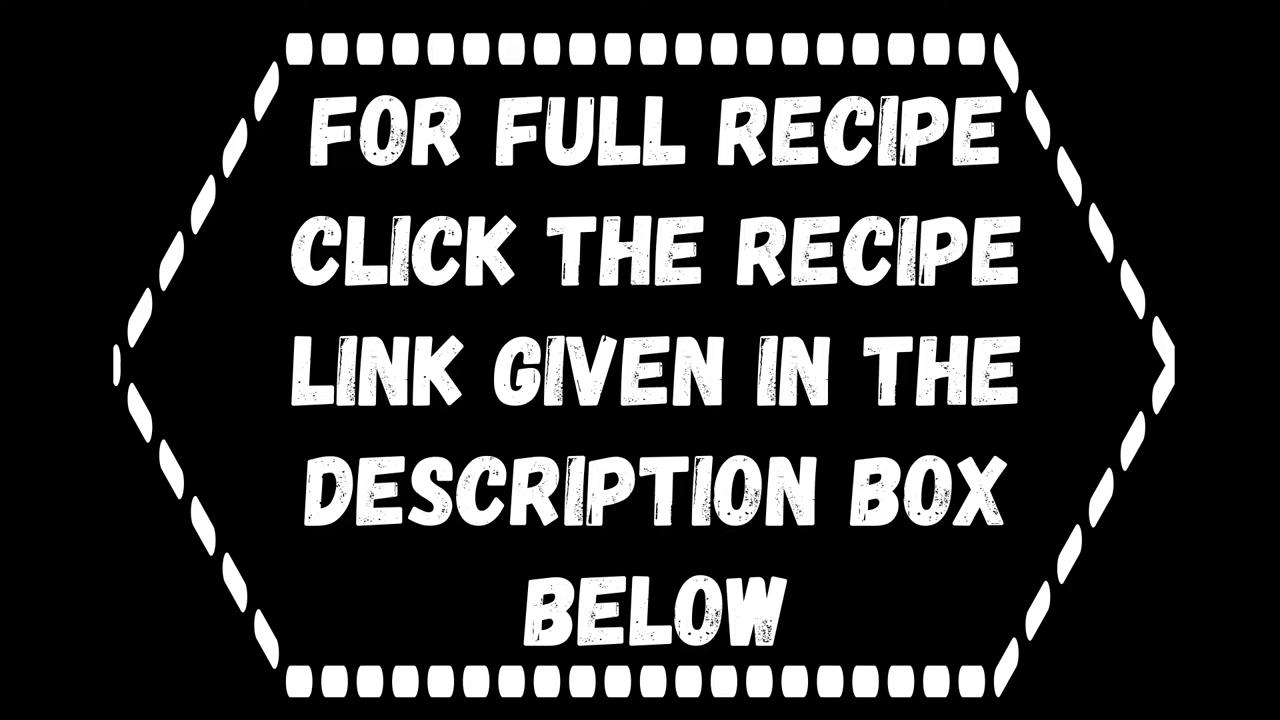 FOR FULL RECIPE
CLICK THE RECIPE
LINK GIVEN IN THE
DESCRIPTION BOX
BELOW